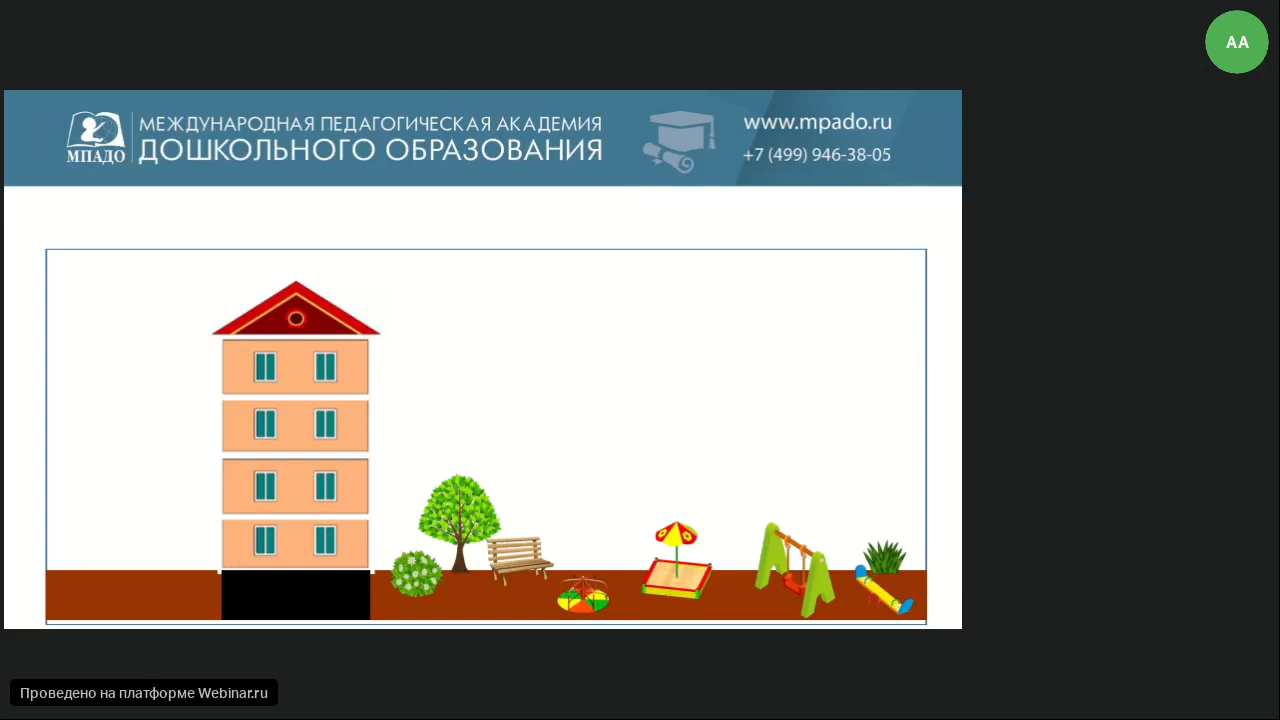 АА
МПАДО
МЕЖДУНАРОДНАЯ ПЕДАГОГИЧЕСКАЯ АКАДЕМИЯ
ДОШКОЛЬНОГО ОБРАЗОВАНИЯ
www.mpado.ru
+7 (499) 946-38-05
Проведено на платформе Webinar.ru